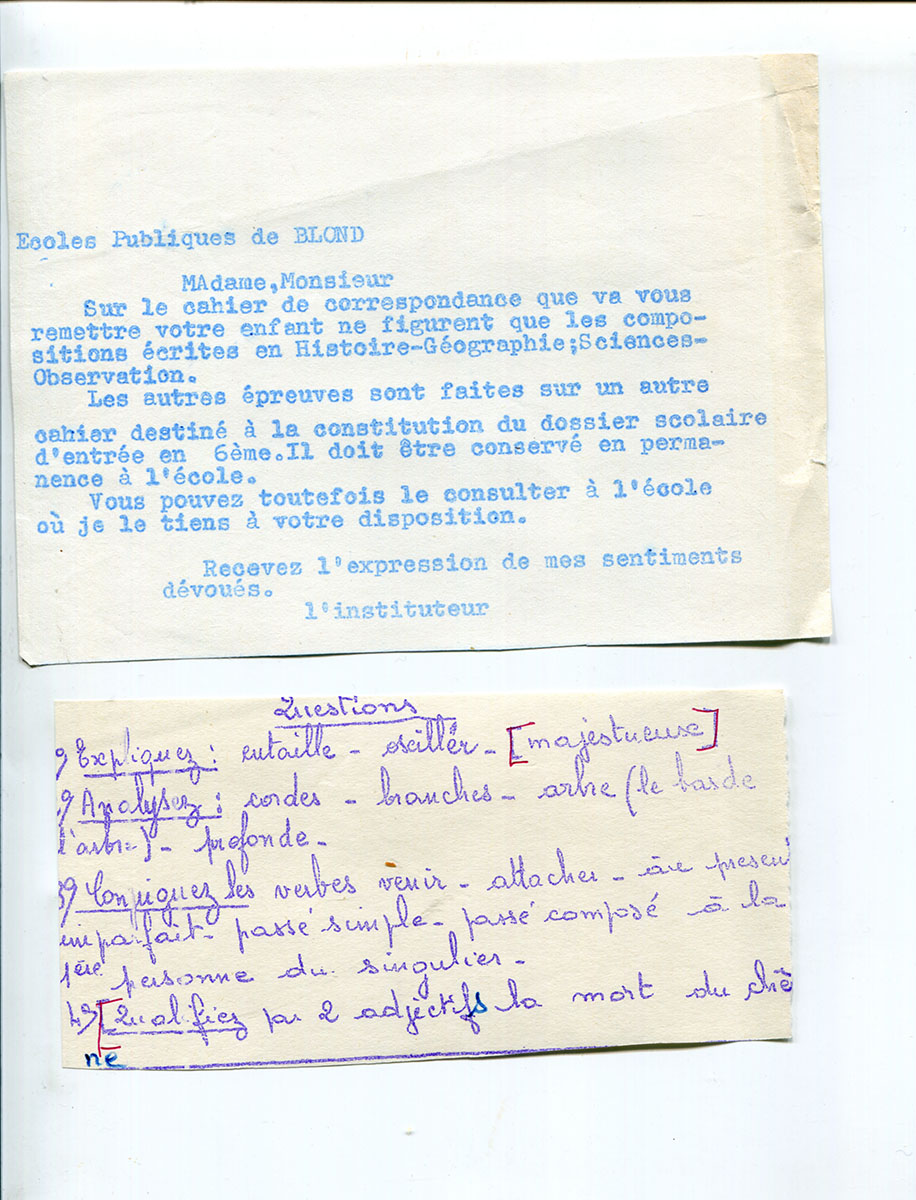 Ecoles Publiques de BLOND
MAdame,Monsieur
Sur le cahier de correspondance que va vous
remettre votre enfant ne figurent que les compo-
sitions écrites en Histoire-Géographie;Sciences-
Observation.
Les autres épreuves sont faites sur un autre
cahier destiné à la constitution du dossier scolaire
d'entrée en 6ème.Il doit être conservé en perma-
nence à l'école.
Vous pouvez toutefois le consulter à l'école
où je le tiens à votre disposition.
Recevez l'expression de mes sentiments
dévoués.
l'instituteur
Questions
Expliquez : entaille - osciller - [majestueuse]
Analysez : cordes - branches - arbre (le bas de
l'arbre) - profonde -
3) Conjuguez les verbes venir - attacher - au présent
imparfait - passé simple - passé composé à la
1ère personne du singulier -
4) [Qualifiez par 2 adjectifs la mort du chê
ne